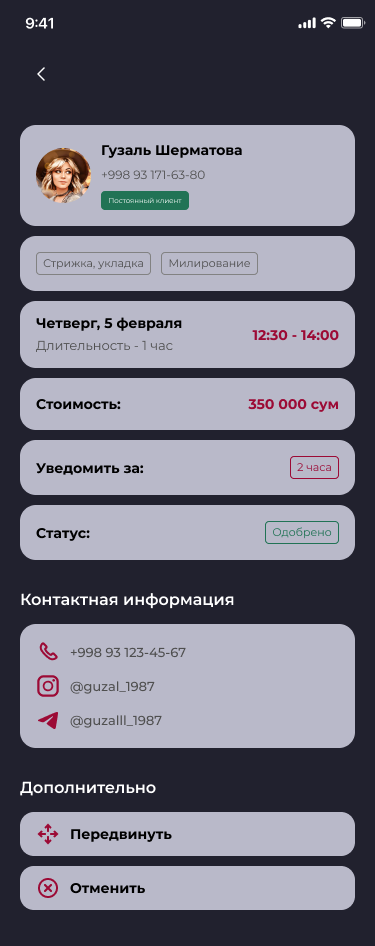 9:41
Гузаль Шерматова
+998 93 171-63-80
Постоянный клиент
Стрижка, укладка
Милирование
Четверг, 5 февраля
12:30 - 14:00
Длительность - 1 час
Стоимость:
350 000 сум
Уведомить за:
2 часа
Статус:
Одобрено
Контактная информация
+998 93 123-45-67
@guzal_1987
@guzalll_1987
Дополнительно
Передвинуть
Отменить